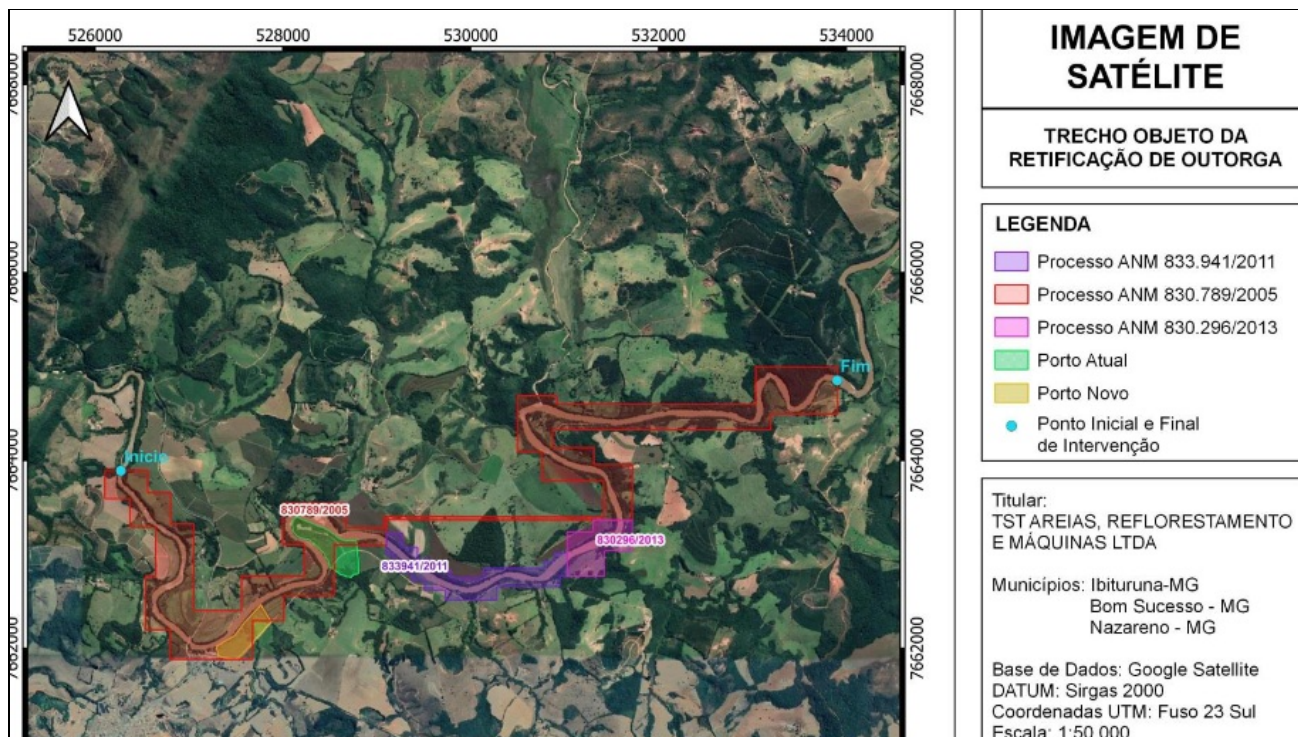 526000
528000
530000
532000
534000
7668000
7666000
7664000
7662000
7668000
7666000
7664000
7662000
Início
Fim
830789/2005
833941/2011
830296/2013
IMAGEM DE
SATÉLITE
TRECHO OBJETO DA
RETIFICAÇÃO DE OUTORGA
LEGENDA
Processo ANM 833.941/2011
Processo ANM 830.789/2005
Processo ANM 830.296/2013
Porto Atual
Porto Novo
Ponto Inicial e Final
de Intervenção
Titular:
TST AREIAS, REFLORESTAMENTO
E MÁQUINAS LTDA
Municípios: Ibituruna-MG
Bom Sucesso - MG
Nazareno - MG
Base de Dados: Google Satellite
DATUM: Sirgas 2000
Coordenadas UTM: Fuso 23 Sul
Escala: 1:50.000